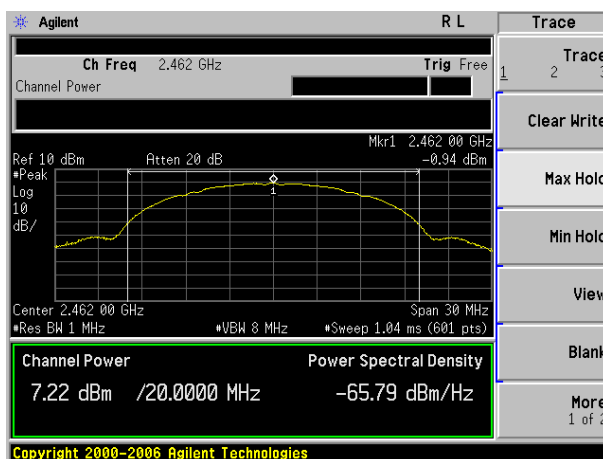 Agilent R L Trace
Ch Freq 2.462 GHz Trig Free
Channel Power
Trace
1 2
Clear Write
Mkr1 2.462 00 GHz
Ref 10 dBm Atten 20 dB -0.94 dBm
#Peak
Log
10
dB/
1
Max Hold
Min Hold
View
Center 2.462 00 GHz Span 30 MHz
#Res BW 1 MHz #VBW 8 MHz #Sweep 1.04 ms (601 pts)
Blank
Channel Power Power Spectral Density
7.22 dBm /20.0000 MHz -65.79 dBm/Hz
More
1 of 2
Copyright 2000-2006 Agilent Technologies